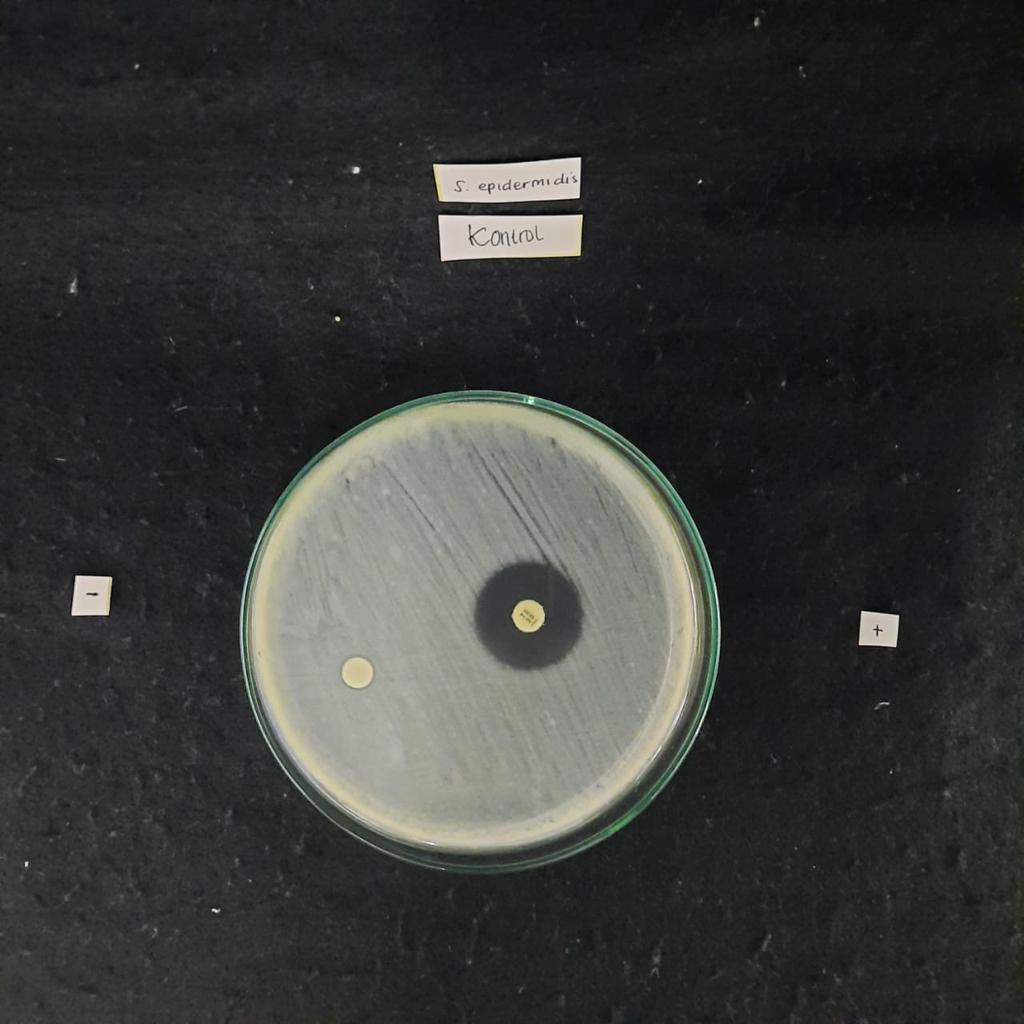 S. epidermidis
Kontrol
-
+